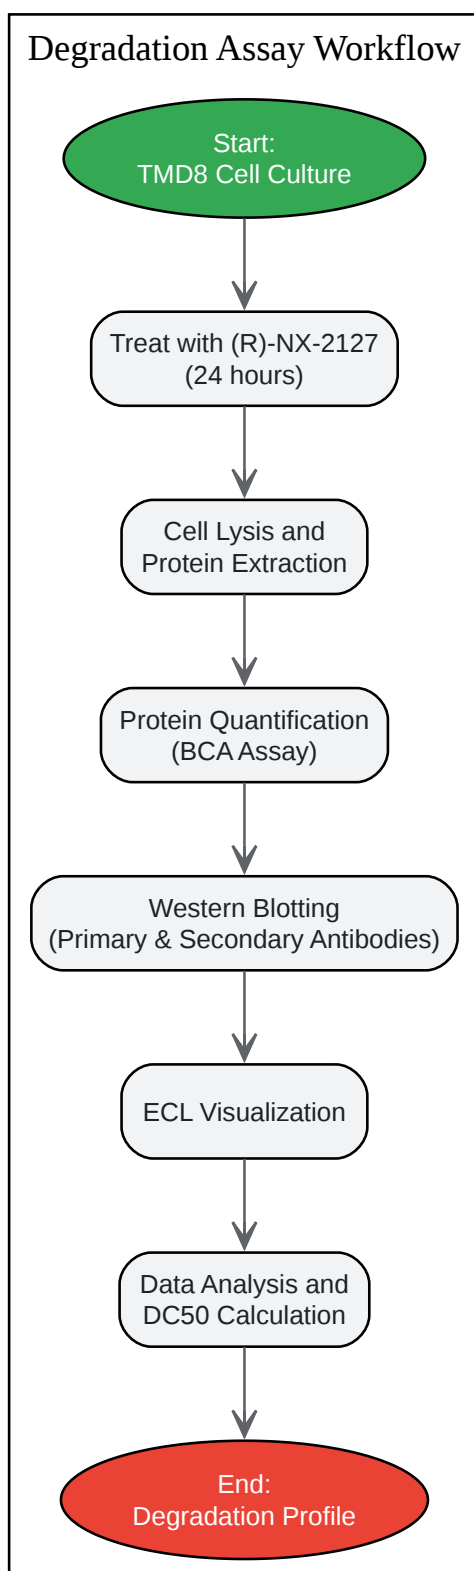 Degradation Assay Workflow
Start:
TMD8 Cell Culture
Treat with (R)-NX-2127
(24 hours)
Cell Lysis and
Protein Extraction
Protein Quantification
(BCA Assay)
Western Blotting
(Primary & Secondary Antibodies)
ECL Visualization
Data Analysis and
DC50 Calculation
End:
Degradation Profile